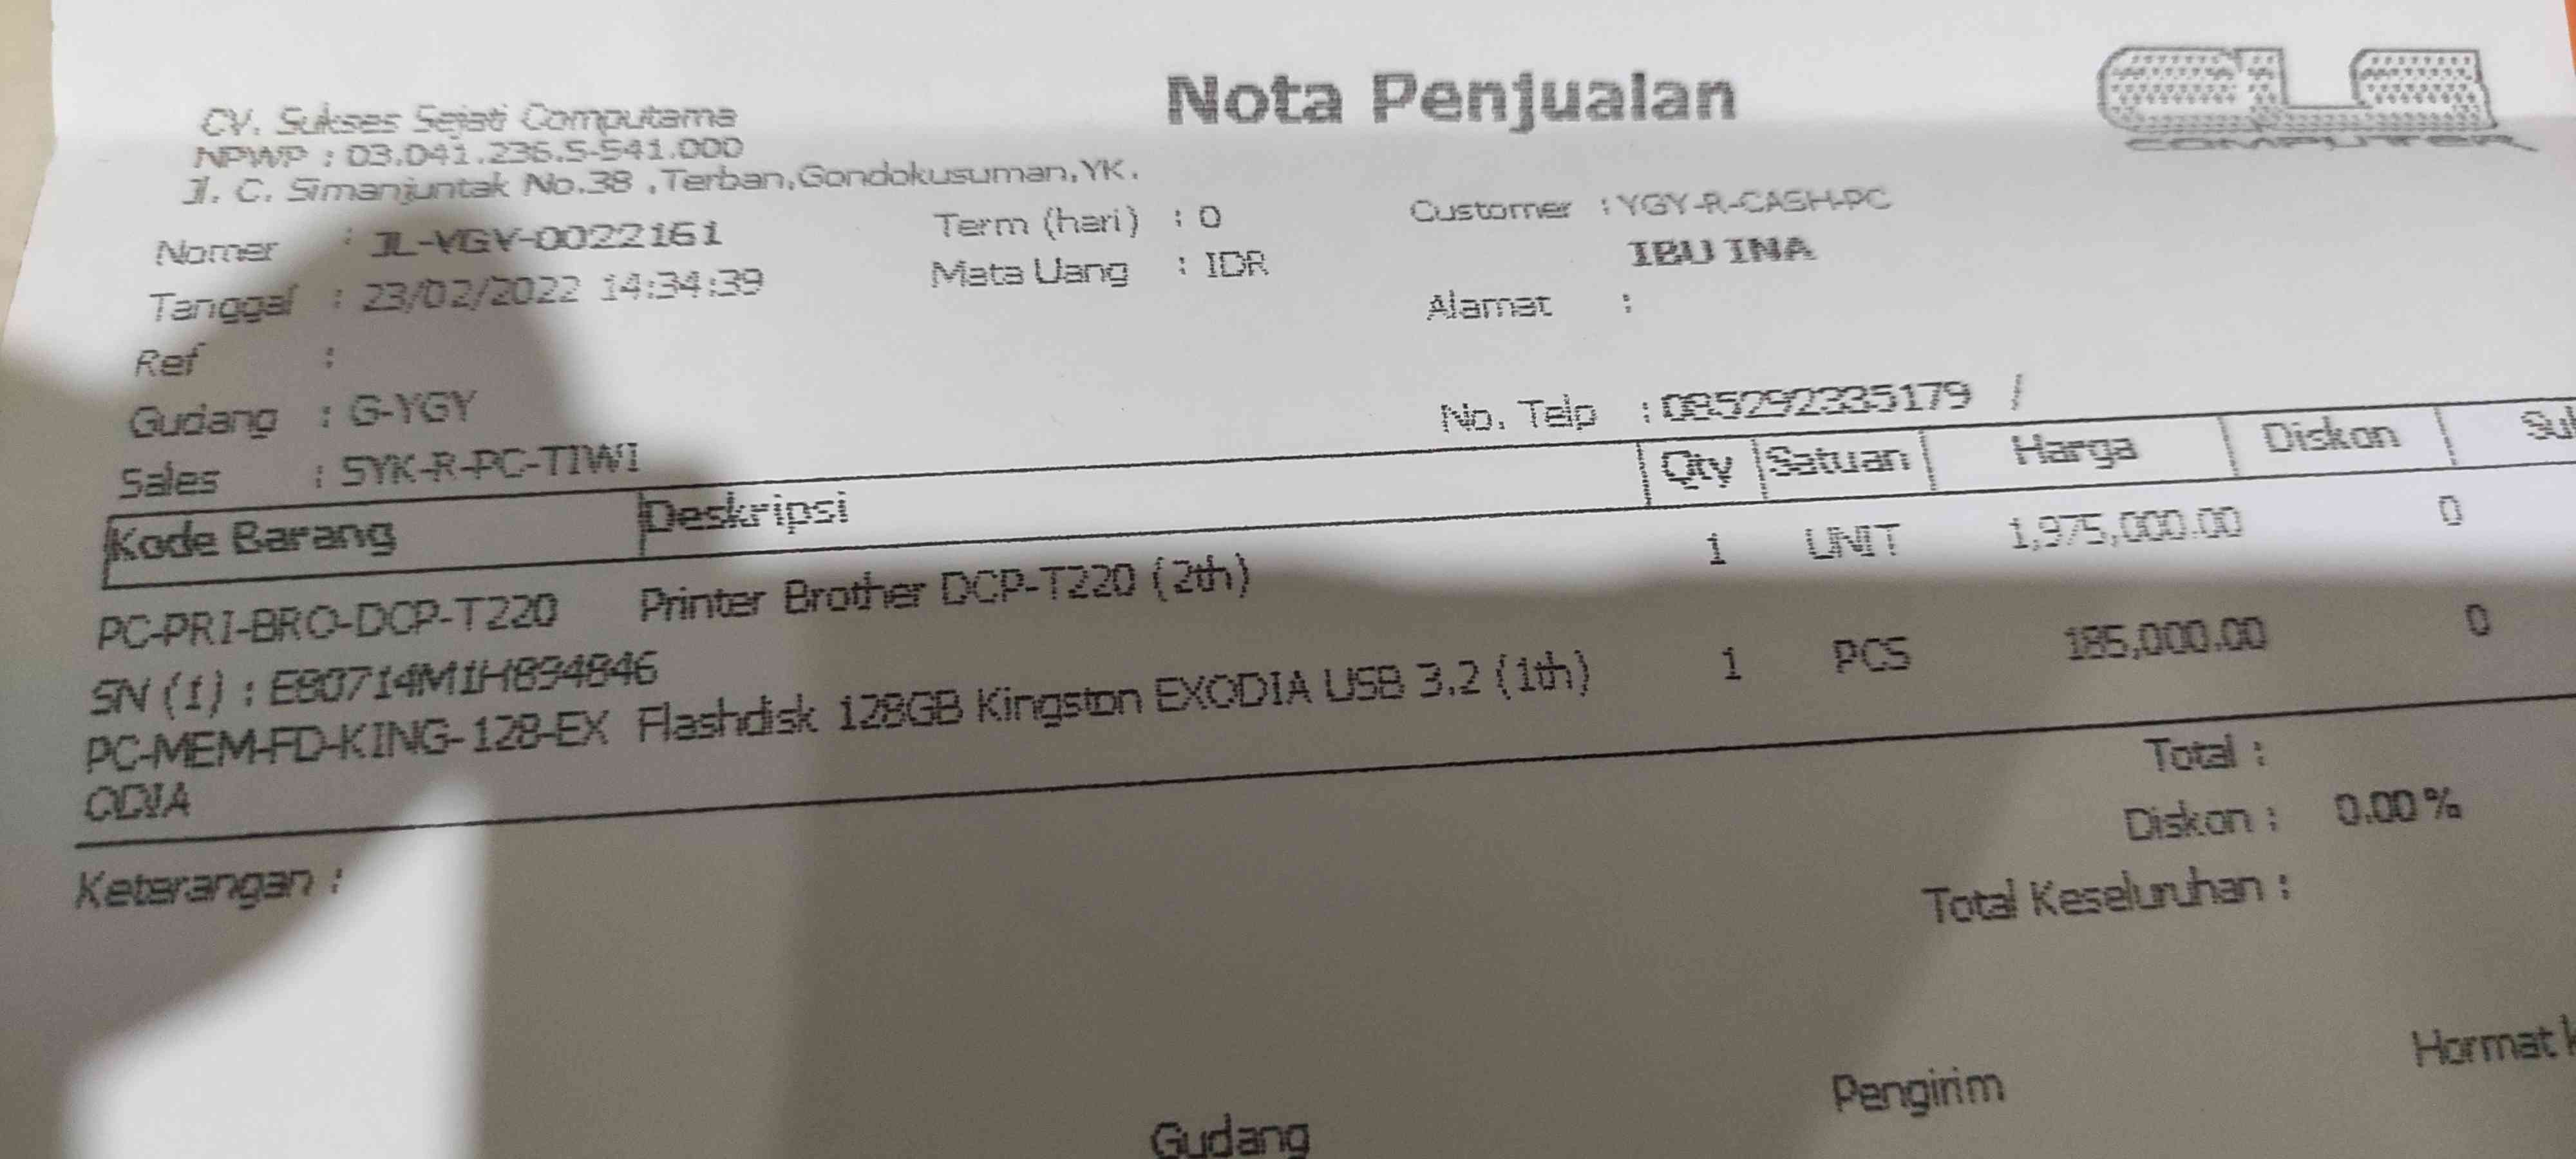 Nota Penjualan
CLS
COMPUTER
CV. Sukses Sejati Computama
NPWP : 03.041.236.5-541.000
Jl. C. Simanjuntak No.38 ,Terban,Gondokusuman,YK.
Nomer : JL-YGY-0022161 Term (hari) : 0 Customer : YGY-R-CASH-PC
IBU INA
Tanggal : 23/02/2022 14:34:39 Mata Uang : IDR
Alamat :
Ref :
Gudang : G-YGY No. Telp : 085292335179 /
Sales : SYK-R-PC-TIWI
Kode Barang Deskripsi Qty Satuan Harga Diskon
PC-PRI-BRO-DCP-T220 Printer Brother DCP-T220 (2th) 1 UNIT 1,975,000.00 0
SN (1) : E80714M1H894846
PC-MEM-FD-KING-128-EX Flashdisk 128GB Kingston EXODIA USB 3.2 (1th) 1 PCS 185,000.00 0
ODIA
Total :
Keterangan : Diskon : 0.00 %
Total Keseluruhan :
Gudang Pengirim Hormat